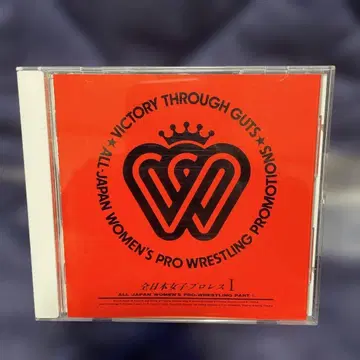 ★VICTORY THROUGH GUTS★
ALL JAPAN WOMEN'S PRO WRESTLING PROMOTIONS
全日本女子プロレス I
ALL JAPAN WOMEN'S PRO-WRESTLING PART I